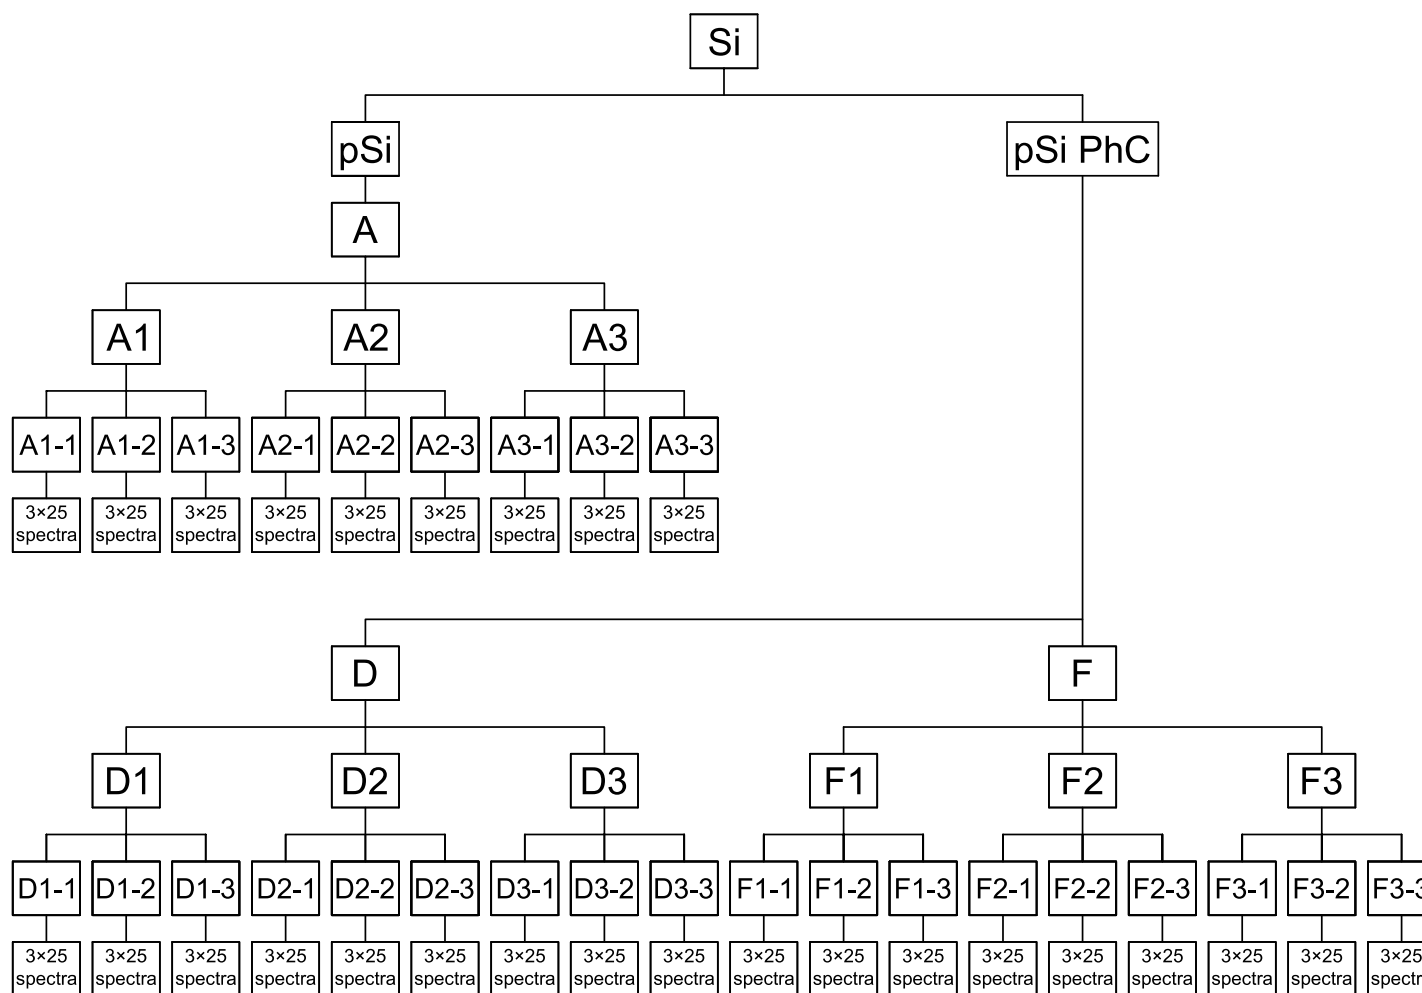 Si
pSi
pSi PhC
A
A1
A2
A3
A1-1
A1-2
A1-3
A2-1
A2-2
A2-3
A3-1
A3-2
A3-3
3×25
spectra
3×25
spectra
3×25
spectra
3×25
spectra
3×25
spectra
3×25
spectra
3×25
spectra
3×25
spectra
3×25
spectra
D
F
D1
D2
D3
F1
F2
F3
D1-1
D1-2
D1-3
D2-1
D2-2
D2-3
D3-1
D3-2
D3-3
F1-1
F1-2
F1-3
F2-1
F2-2
F2-3
F3-1
F3-2
F3-3
3×25
spectra
3×25
spectra
3×25
spectra
3×25
spectra
3×25
spectra
3×25
spectra
3×25
spectra
3×25
spectra
3×25
spectra
3×25
spectra
3×25
spectra
3×25
spectra
3×25
spectra
3×25
spectra
3×25
spectra
3×25
spectra
3×25
spectra
3×25
spectra